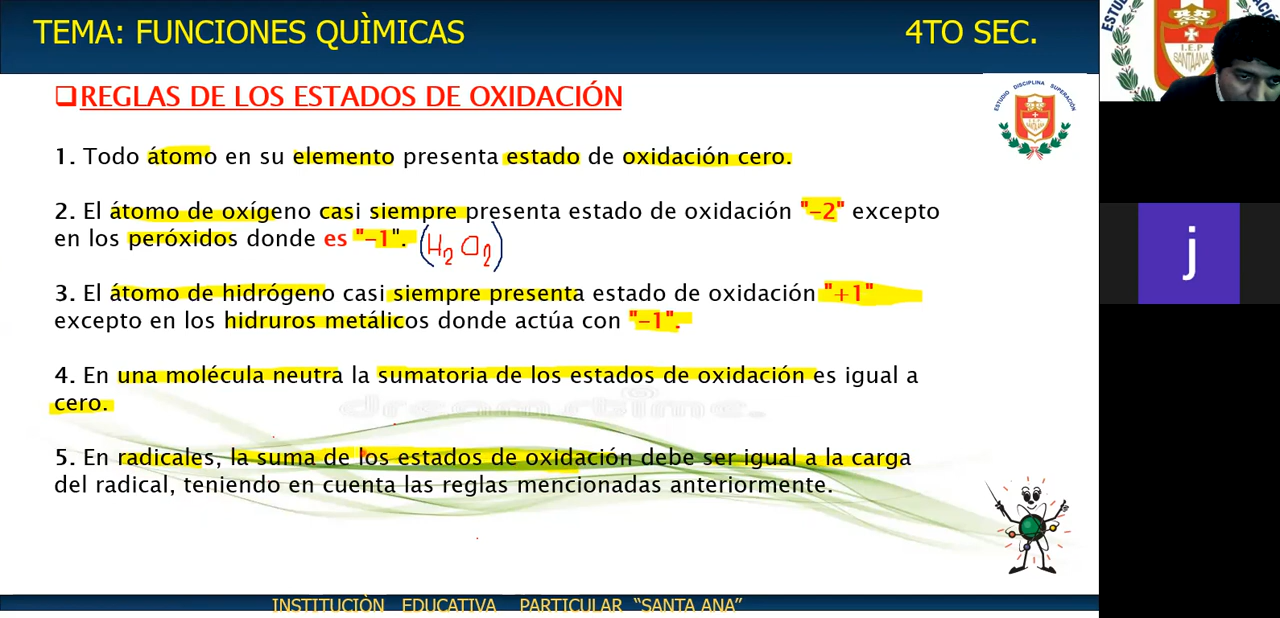 TEMA: FUNCIONES QUÌMICAS
4TO SEC.
REGLAS DE LOS ESTADOS DE OXIDACIÓN
ESTUDIO DISCIPLINA SUPERACIÓN
1. Todo átomo en su elemento presenta estado de oxidación cero.
2. El átomo de oxígeno casi siempre presenta estado de oxidación "-2" excepto
en los peróxidos donde es "-1". (H2O2)
3. El átomo de hidrógeno casi siempre presenta estado de oxidación "+1"
excepto en los hidruros metálicos donde actúa con "-1".
4. En una molécula neutra la sumatoria de los estados de oxidación es igual a
cero.
dreamstime.
5. En radicales, la suma de los estados de oxidación debe ser igual a la carga
del radical, teniendo en cuenta las reglas mencionadas anteriormente.
INSTITUCIÒN EDUCATIVA PARTICULAR “SANTA ANA”
I.E.P
SANTA ANA
j